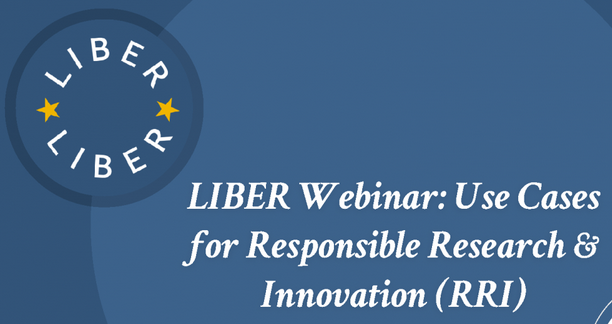 LIBER
LIBER
LIBER Webinar: Use Cases
for Responsible Research &
Innovation (RRI)